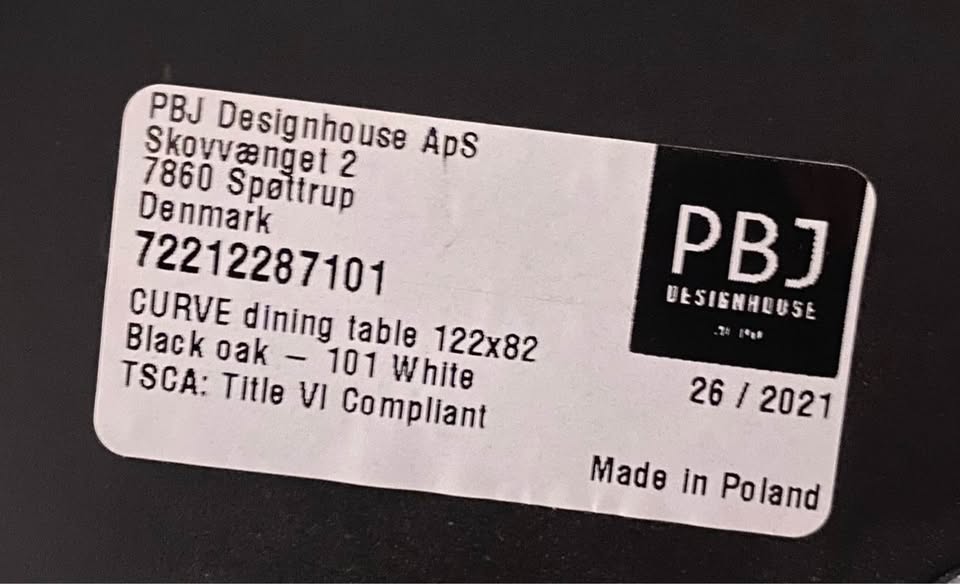 PBJ Designhouse ApS
Skovvænget 2
7860 Spøttrup
Denmark
72212287101
CURVE dining table 122x82
Black oak – 101 White
TSCA: Title VI Compliant
PBJ
DESIGNHOUSE
26 / 2021
Made in Poland